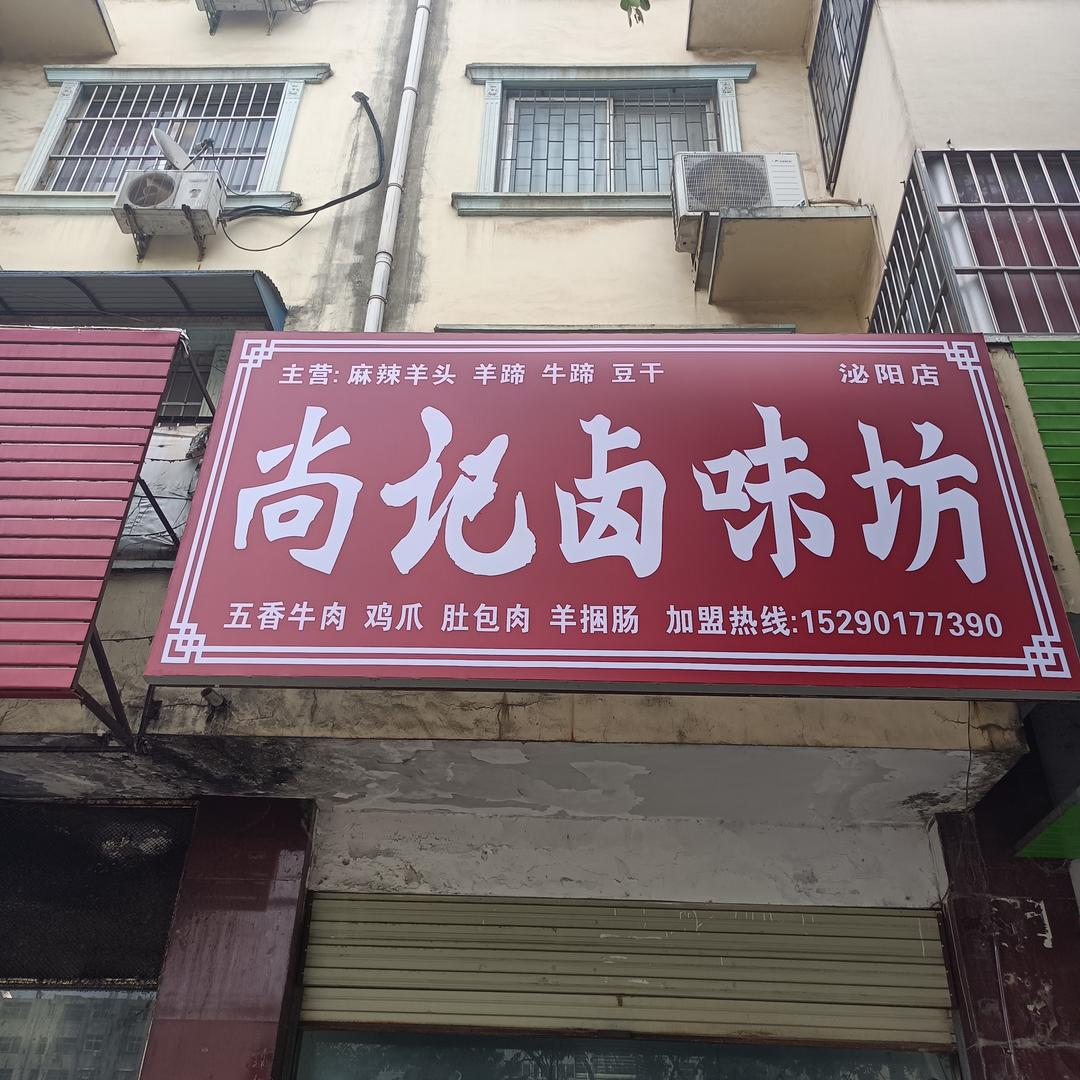 主营: 麻辣羊头 羊蹄 牛蹄 豆干 泌阳店
尚记卤味坊
五香牛肉 鸡爪 肚包肉 羊捆肠 加盟热线:15290177390